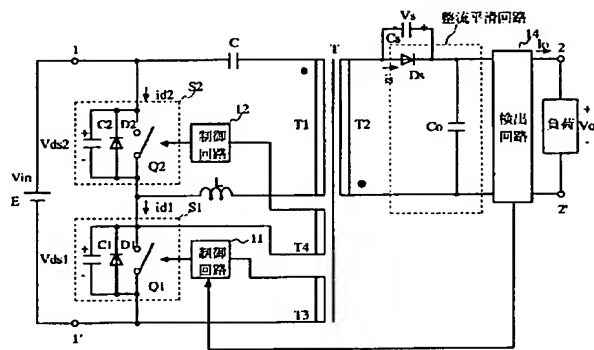 整流平滑回路
Vs
Cs
14
Io
1
C
T
is
Ds
2
S2
id2
12
C2
D2
制御
回路
T1
T2
Co
検出
回路
負荷
+
Vo
-
Vds2
+
-
Q2
Vin
+
-
E
L
id1
S1
2'
Vds1
+
-
C1
D1
11
制御
回路
T4
Q1
T3
1'